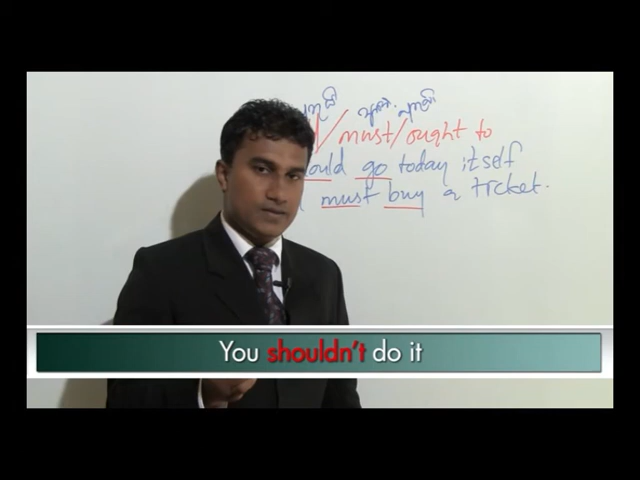 must/ought to
ould go today itself
must buy a ticket.
You shouldn't do it